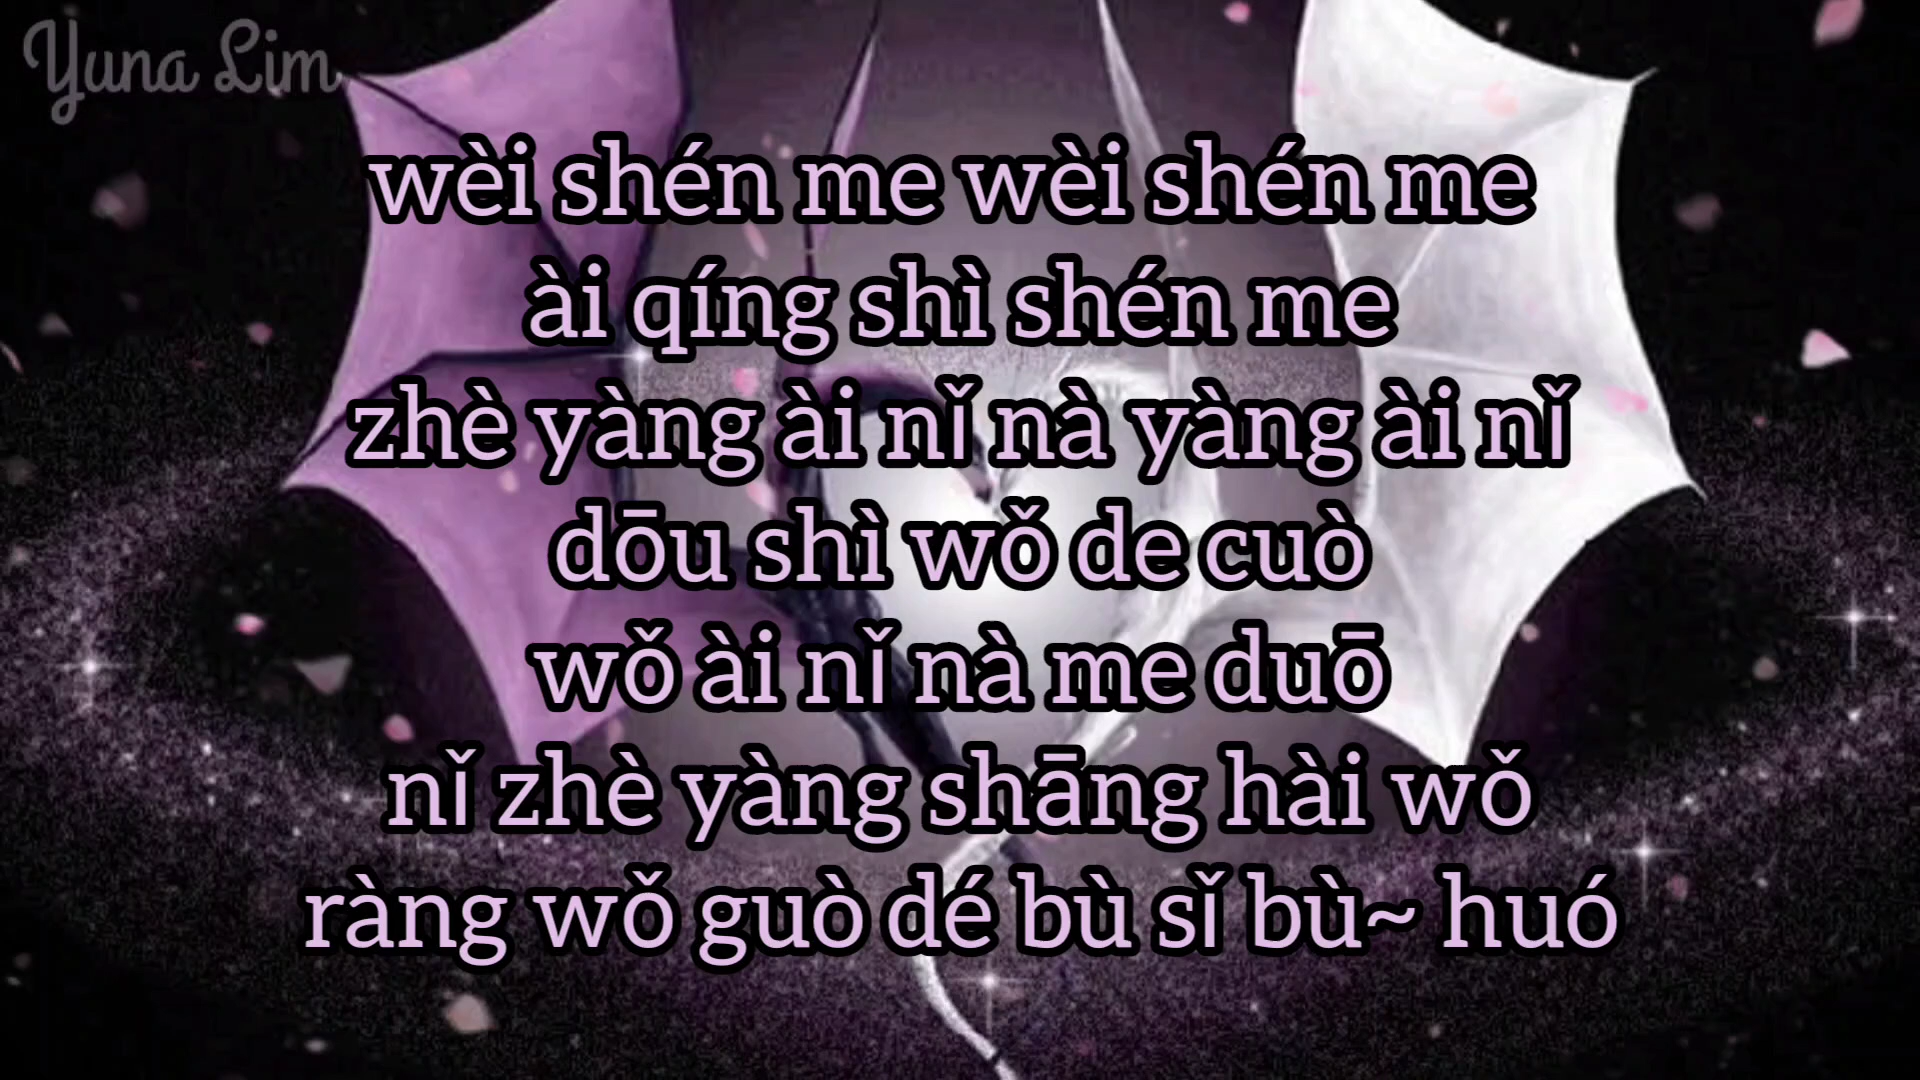 Yuna Lim
wèi shén me wèi shén me
ài qíng shì shén me
zhè yàng ài nǐ nà yàng ài nǐ
dōu shì wǒ de cuò
wǒ ài nǐ nà me duō
nǐ zhè yàng shāng hài wǒ
ràng wǒ guò dé bù sǐ bù~ huó